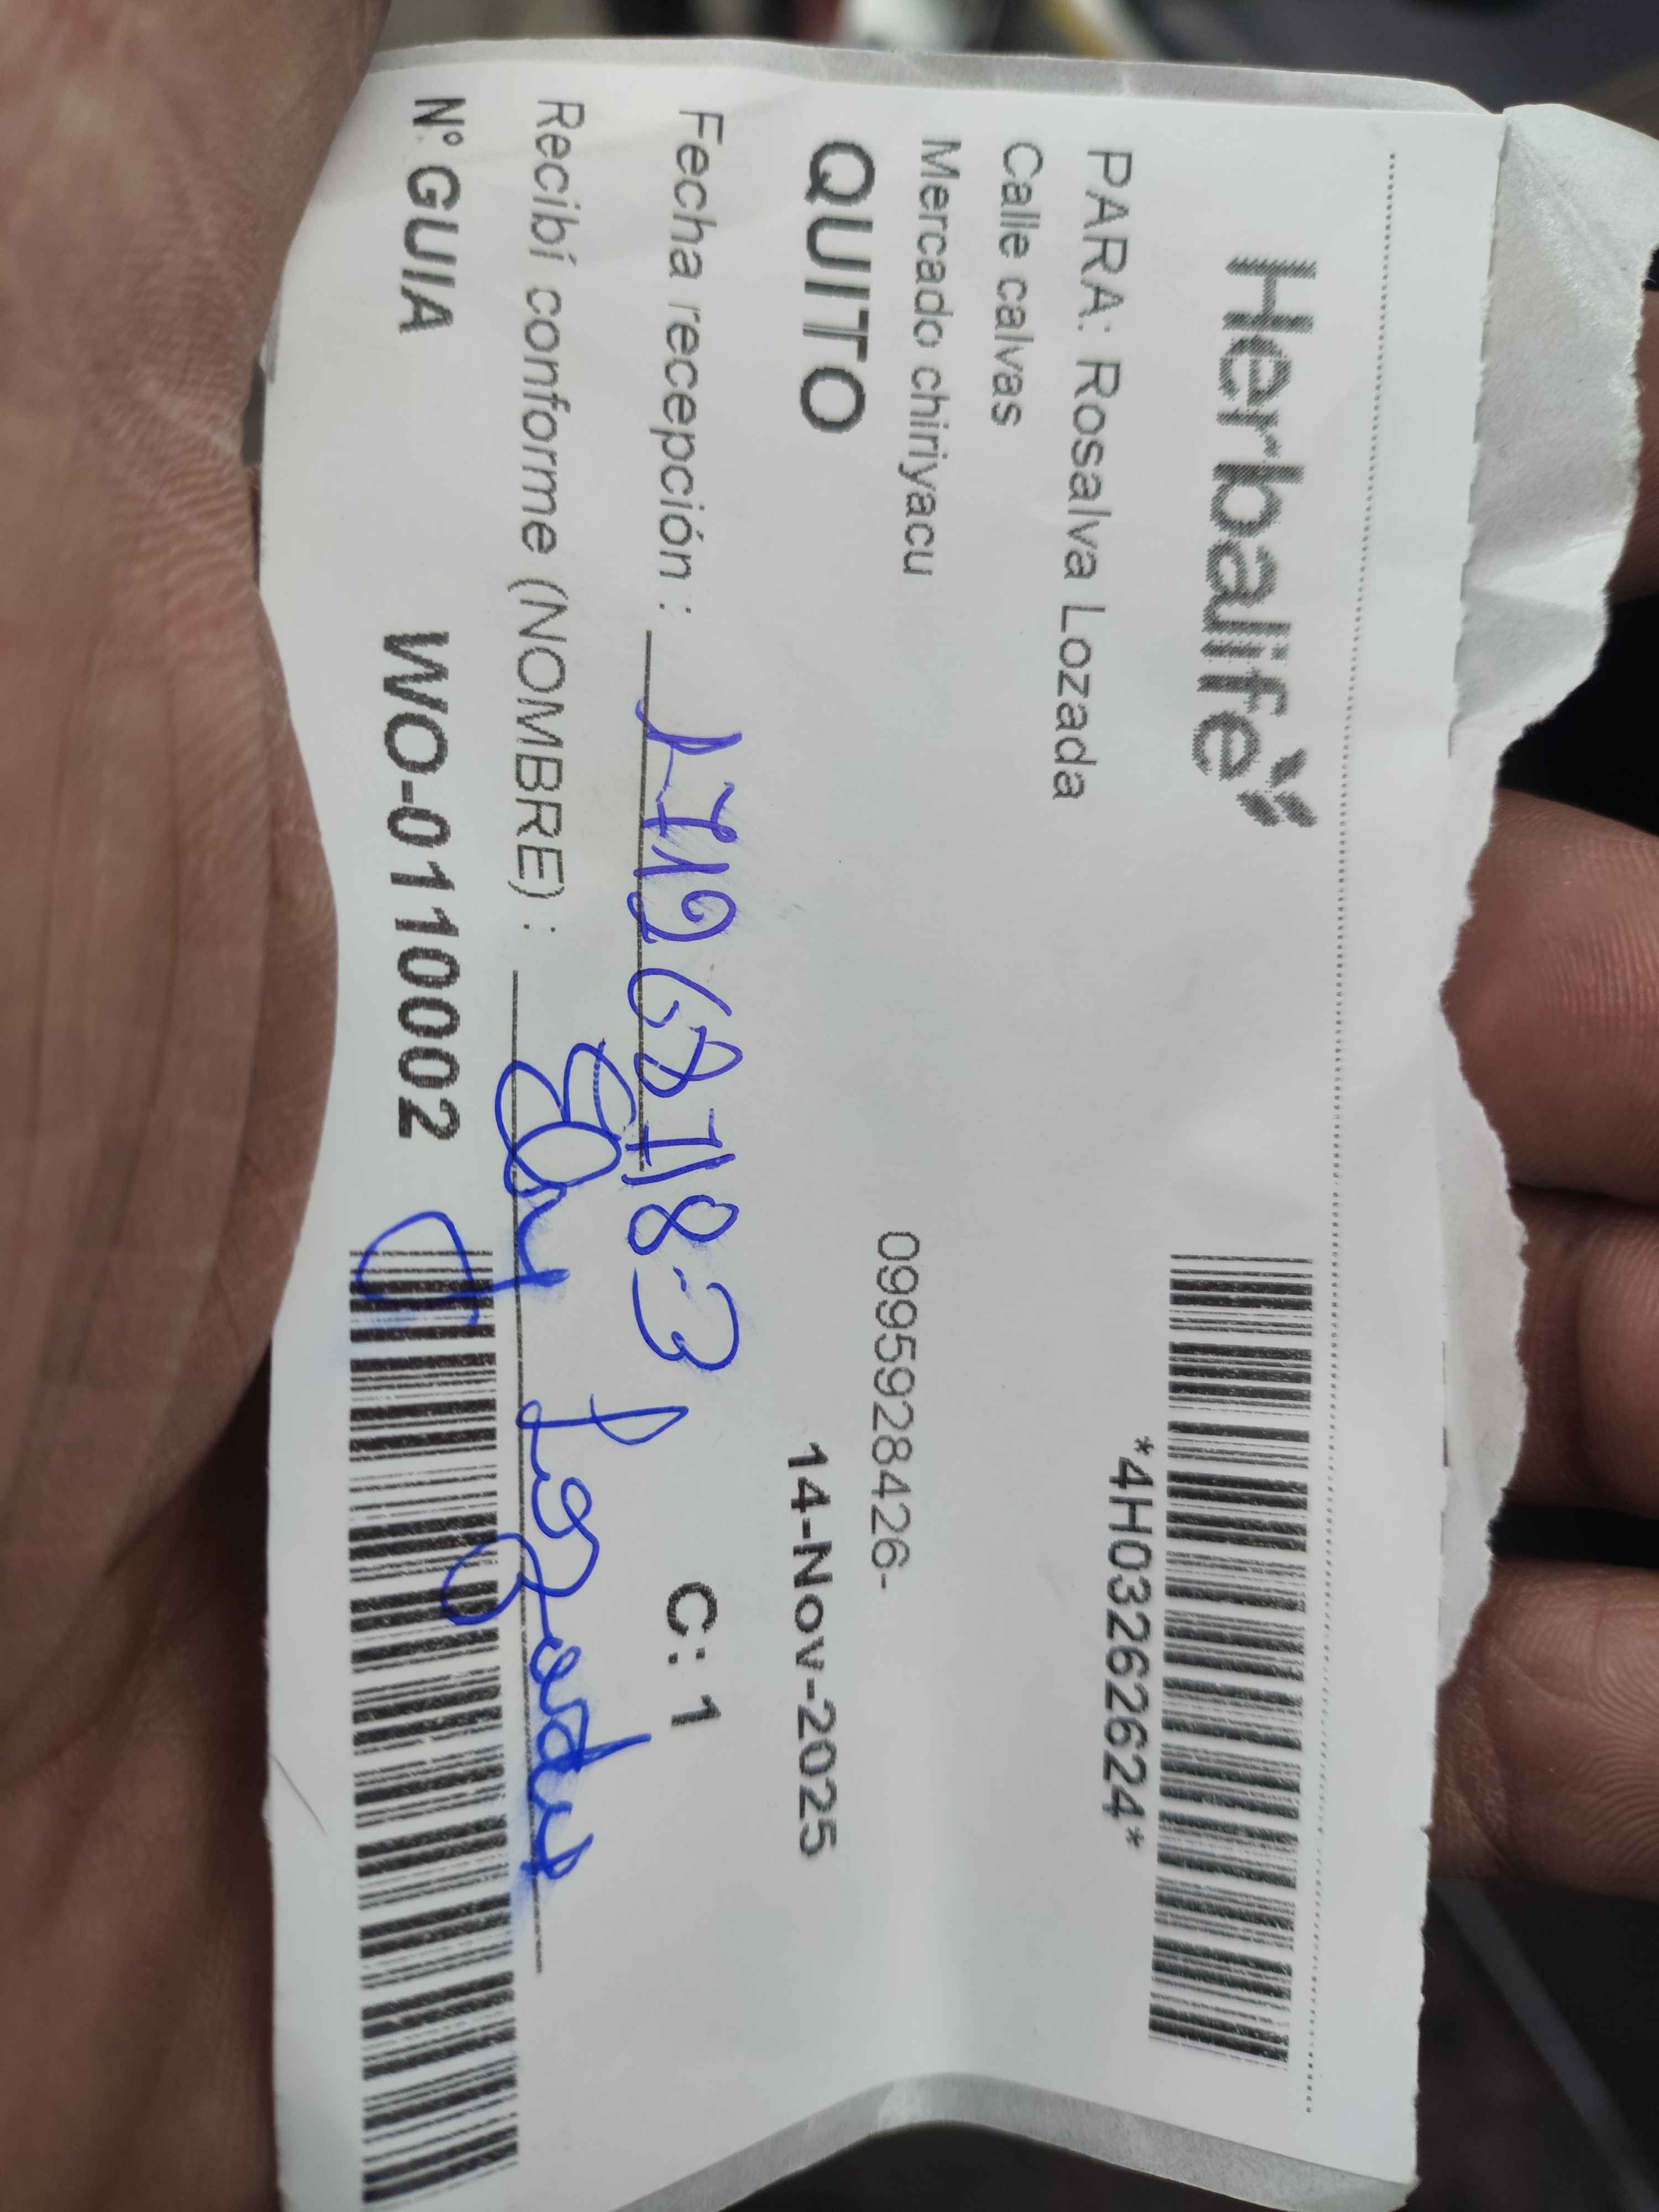 Herbalife
*4H03262624*
PARA: Rosalva Lozada
Calle calvas
Mercado chiriyacu 0995928426-
QUITO 14-Nov-2025
Fecha recepción : C: 1
Recibí conforme (NOMBRE) : Lozada
N° GUIA WO-0110002